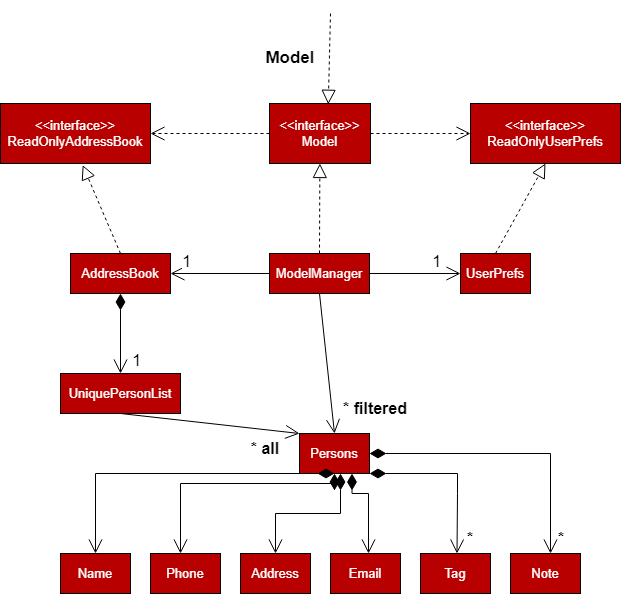 Model
<<interface>>
ReadOnlyAddressBook
<<interface>>
Model
<<interface>>
ReadOnlyUserPrefs
AddressBook
1
ModelManager
1
UserPrefs
1
UniquePersonList
* filtered
* all
Persons
*
*
Name
Phone
Address
Email
Tag
Note